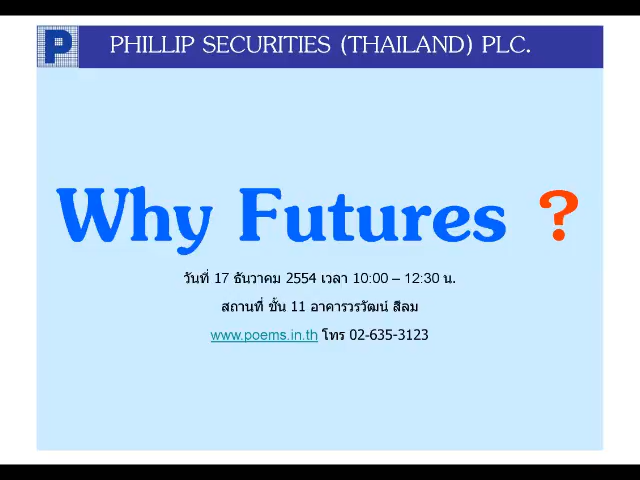 P
PHILLIP SECURITIES (THAILAND) PLC.
Why Futures ?
วันที่ 17 ธันวาคม 2554 เวลา 10:00 – 12:30 น.
สถานที่ ชั้น 11 อาคารวรวัฒน์ สีลม
www.poems.in.th โทร 02-635-3123